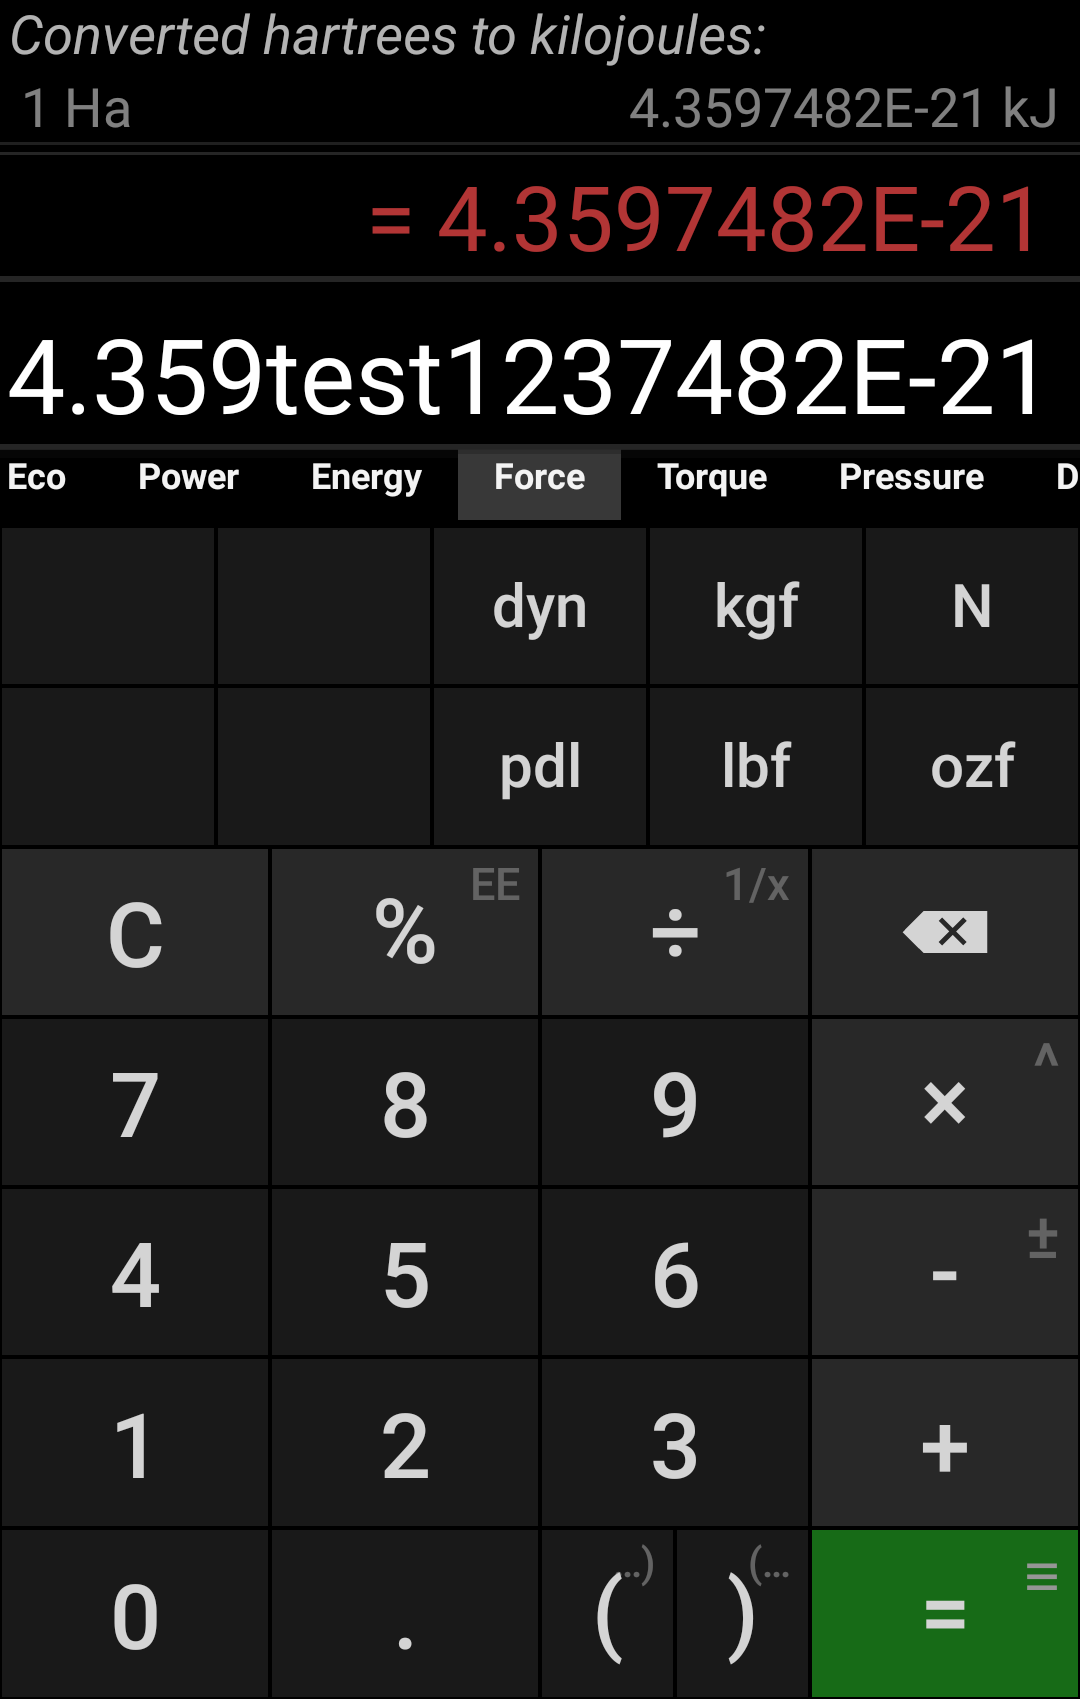 Converted hartrees to kilojoules:
1 Ha 4.3597482E-21 kJ
= 4.3597482E-21
4.359test1237482E-21
Eco Power Energy Force Torque Pressure D
dyn kgf N
pdl lbf ozf
C % EE ÷ 1/x
7 8 9 × ^
4 5 6 - ±
1 2 3 +
0 . ( ..) ) (... = ≡